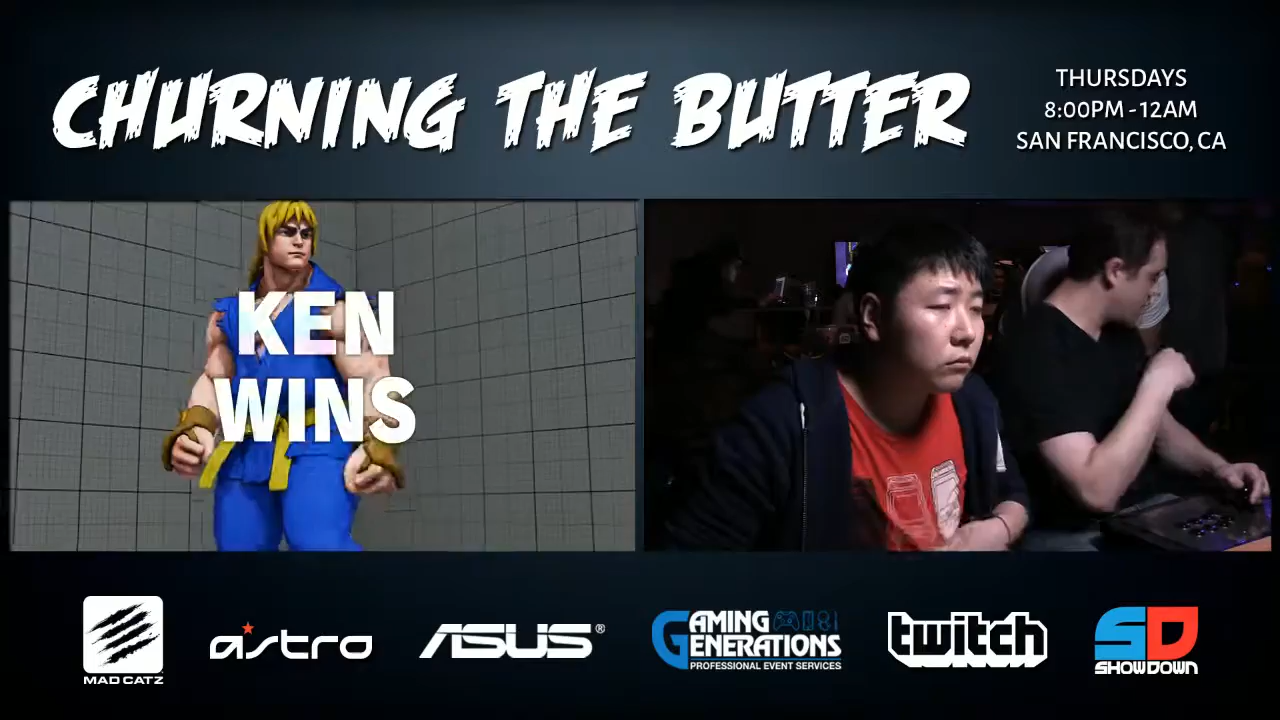 CHURNING THE BUTTER
THURSDAYS
8:00PM - 12AM
SAN FRANCISCO, CA
KEN
WINS
MAD CATZ
astro
ASUS®
GAMING
GENERATIONS
PROFESSIONAL EVENT SERVICES
twitch
SD
SHOWDOWN